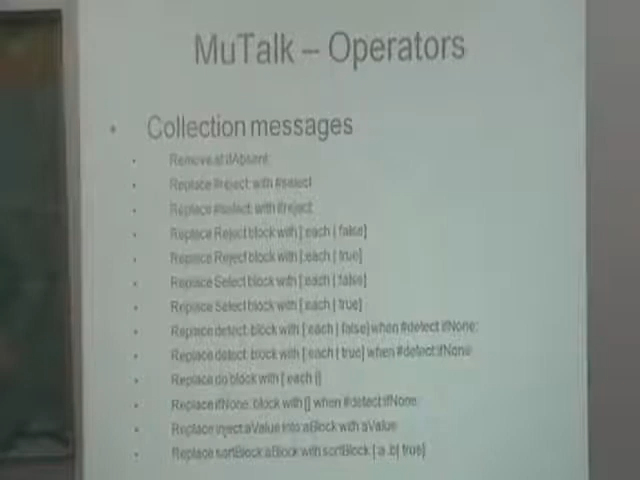 MuTalk – Operators
• Collection messages
• Remove at:ifAbsent:
• Replace #reject: with #select
• Replace #select: with #reject
• Replace Reject block with [:each | false]
• Replace Reject block with [:each | true]
• Replace Select block with [:each | false]
• Replace Select block with [:each | true]
• Replace detect: block with [:each | false] when #detect:ifNone:
• Replace detect: block with [:each | true] when #detect:ifNone
• Replace do block with [:each |]
• Replace ifNone: block with [] when #detect:ifNone:
• Replace inject:aValue into:aBlock with aValue
• Replace sortBlock:aBlock with sortBlock:[:a :b| true]